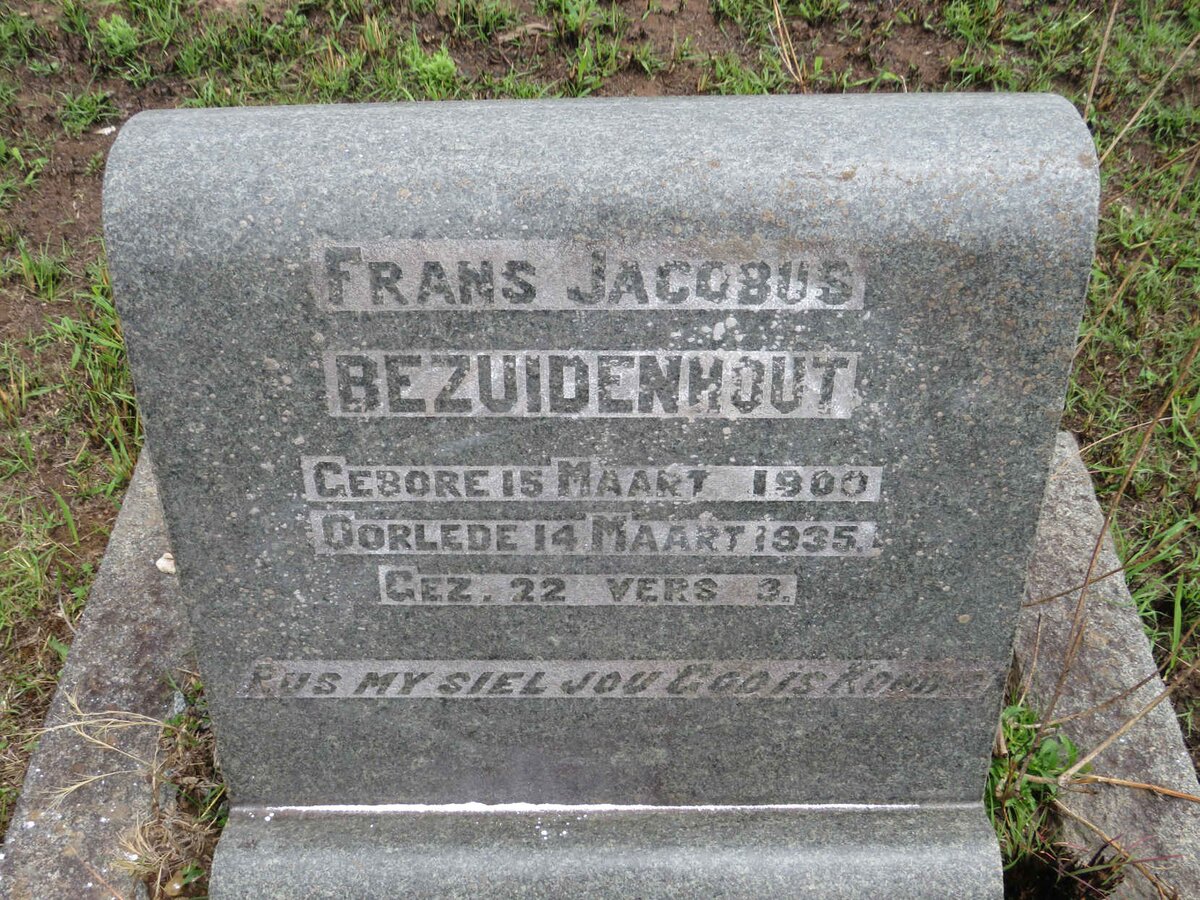 FRANS JACOBUS
BEZUIDENHOUT
GEBORE 15 MAART 1900
OORLEDE 14 MAART 1935.
GEZ. 22 VERS 3.
RUS MY SIEL JOU GOD IS KONING